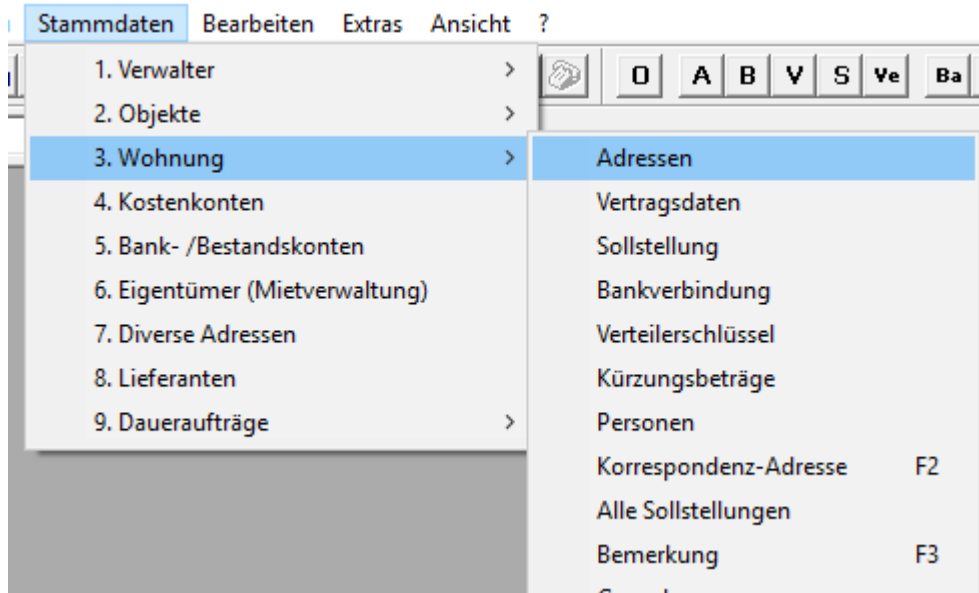 Stammdaten Bearbeiten Extras Ansicht ?
O A B V S Ve Ba
1. Verwalter
2. Objekte
3. Wohnung
4. Kostenkonten
5. Bank- /Bestandskonten
6. Eigentümer (Mietverwaltung)
7. Diverse Adressen
8. Lieferanten
9. Daueraufträge
Adressen
Vertragsdaten
Sollstellung
Bankverbindung
Verteilerschlüssel
Kürzungsbeträge
Personen
Korrespondenz-Adresse F2
Alle Sollstellungen
Bemerkung F3